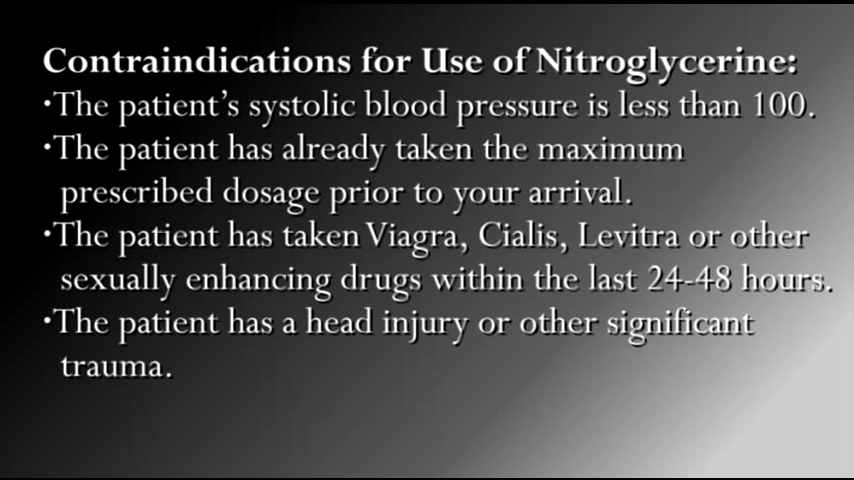 Contraindications for Use of Nitroglycerine:
•The patient's systolic blood pressure is less than 100.
•The patient has already taken the maximum
prescribed dosage prior to your arrival.
•The patient has taken Viagra, Cialis, Levitra or other
sexually enhancing drugs within the last 24-48 hours.
•The patient has a head injury or other significant
trauma.